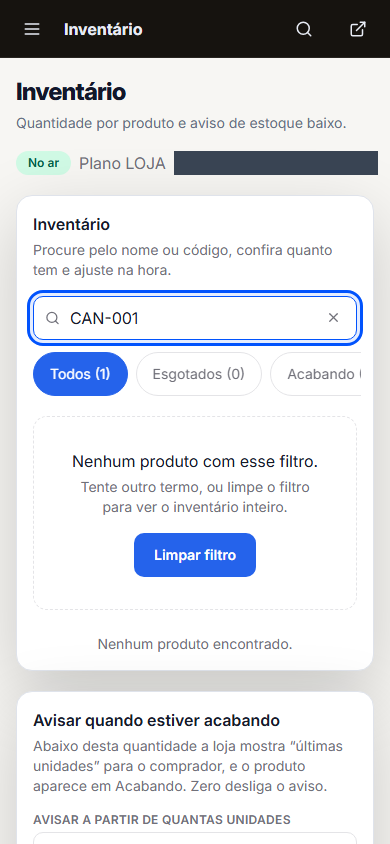 Inventário
Inventário
Quantidade por produto e aviso de estoque baixo.
No ar Plano LOJA
Inventário
Procure pelo nome ou código, confira quanto
tem e ajuste na hora.
CAN-001
Todos (1) Esgotados (0) Acabando
Nenhum produto com esse filtro.
Tente outro termo, ou limpe o filtro
para ver o inventário inteiro.
Limpar filtro
Nenhum produto encontrado.
Avisar quando estiver acabando
Abaixo desta quantidade a loja mostra “últimas
unidades” para o comprador, e o produto
aparece em Acabando. Zero desliga o aviso.
AVISAR A PARTIR DE QUANTAS UNIDADES